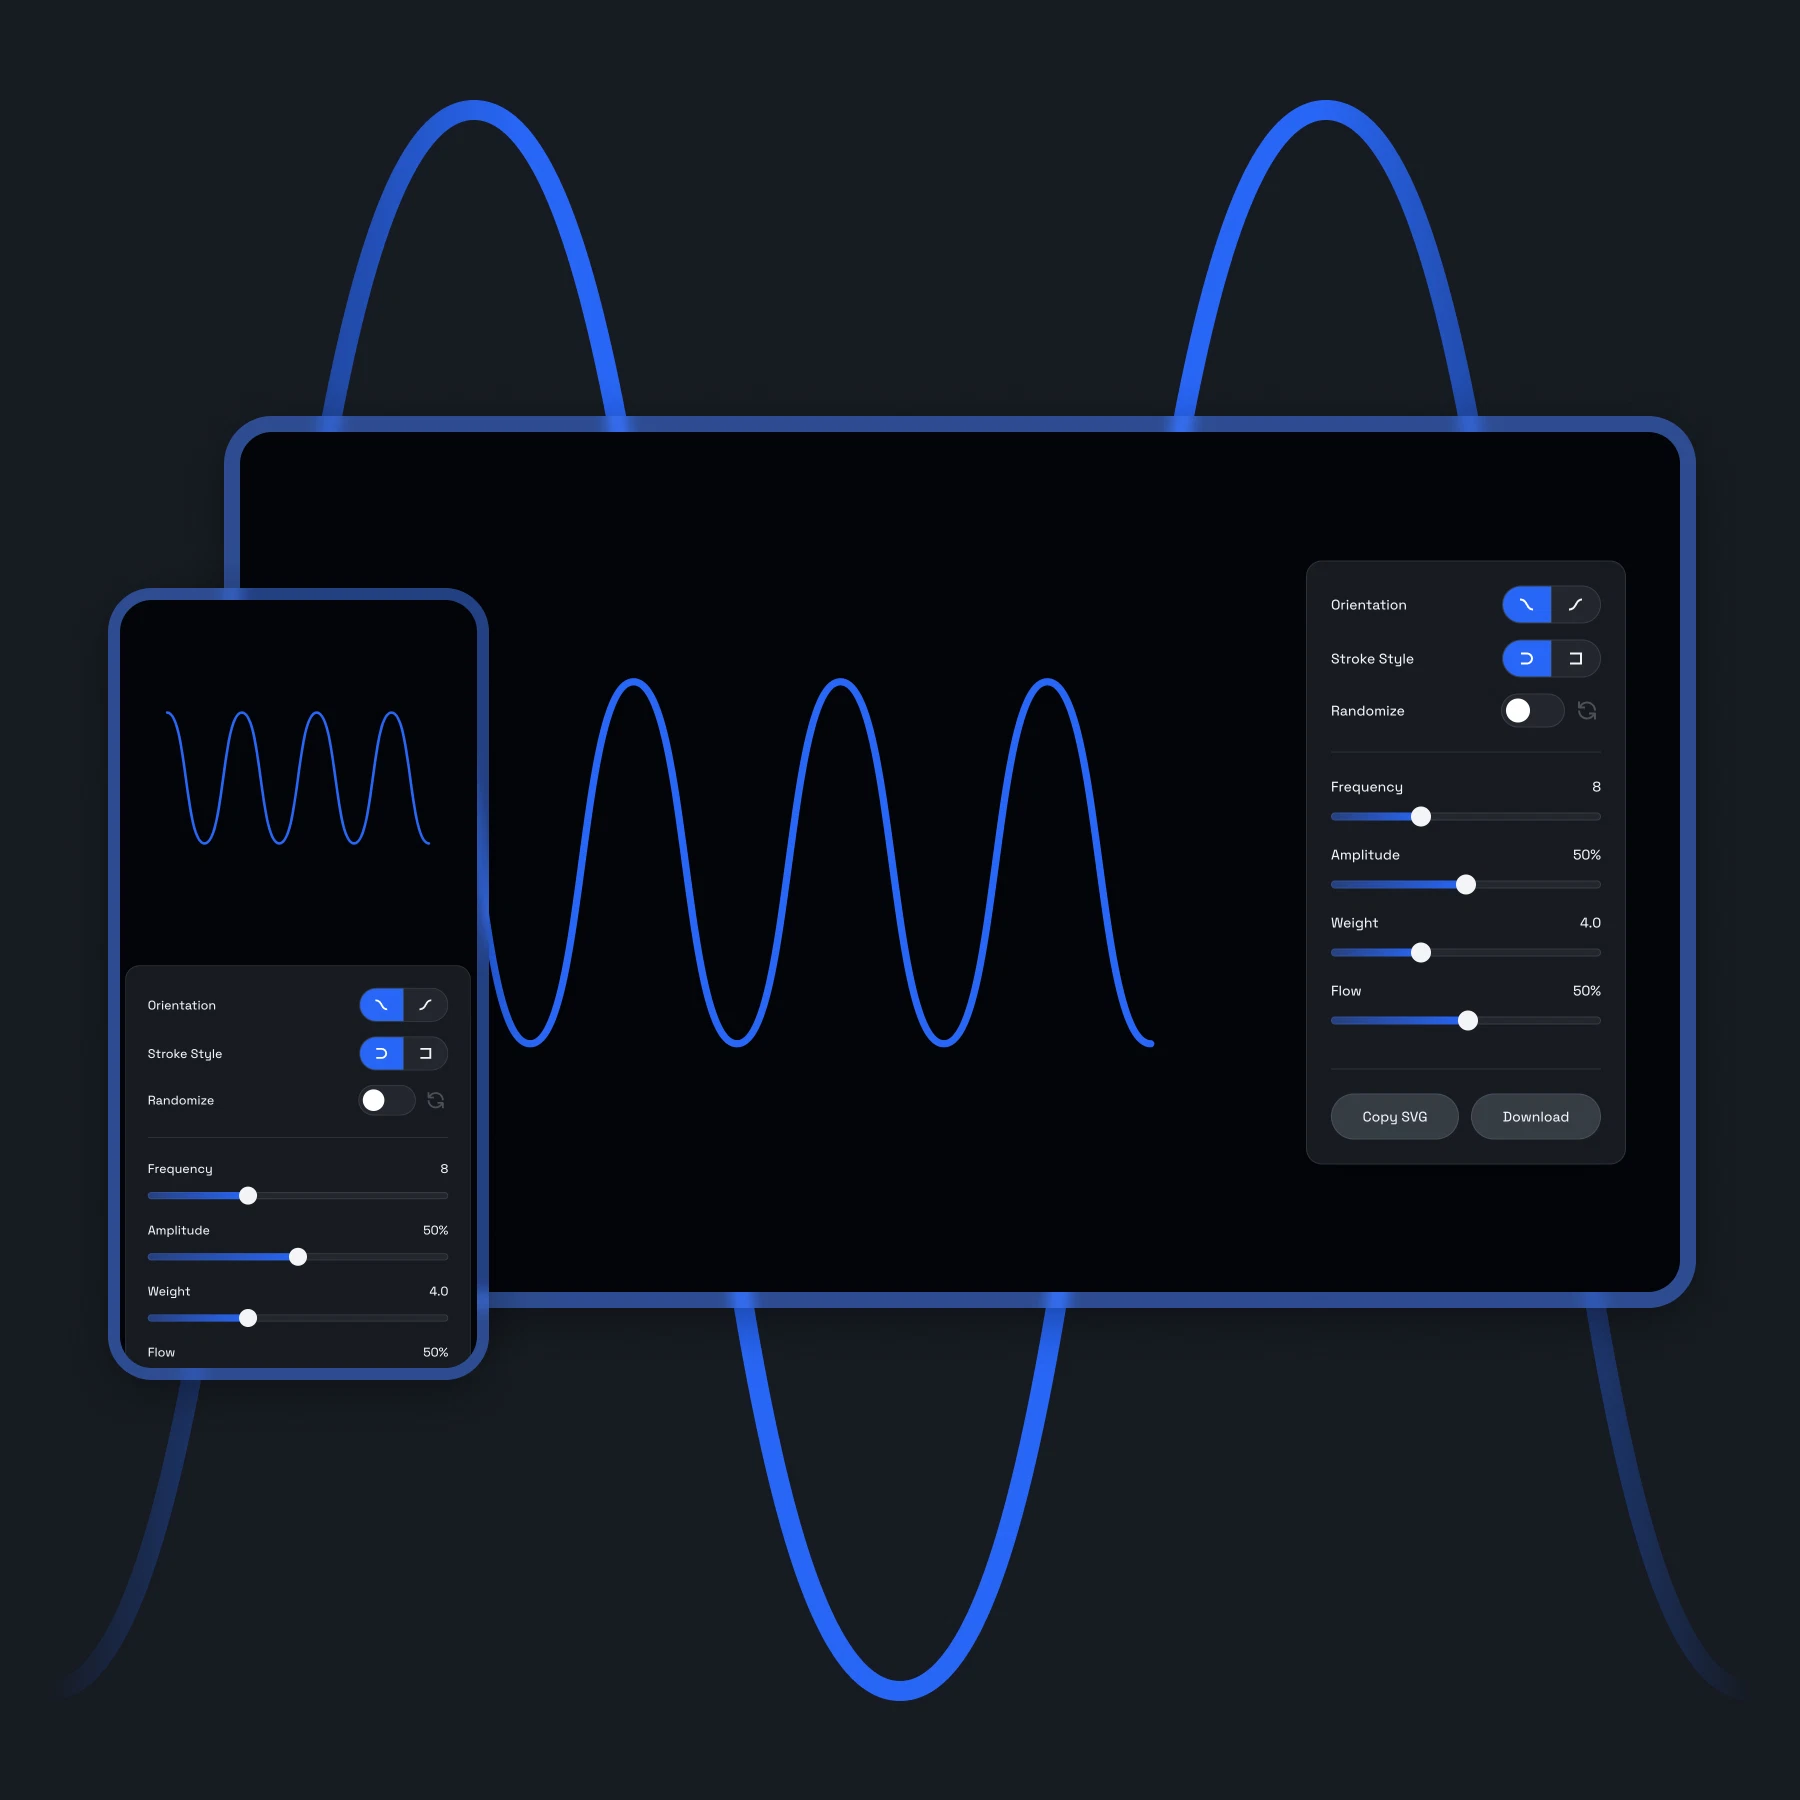 Orientation
Stroke Style
Randomize
Frequency 8
Amplitude 50%
Weight 4.0
Flow 50%
Copy SVG Download
Orientation
Stroke Style
Randomize
Frequency 8
Amplitude 50%
Weight 4.0
Flow 50%